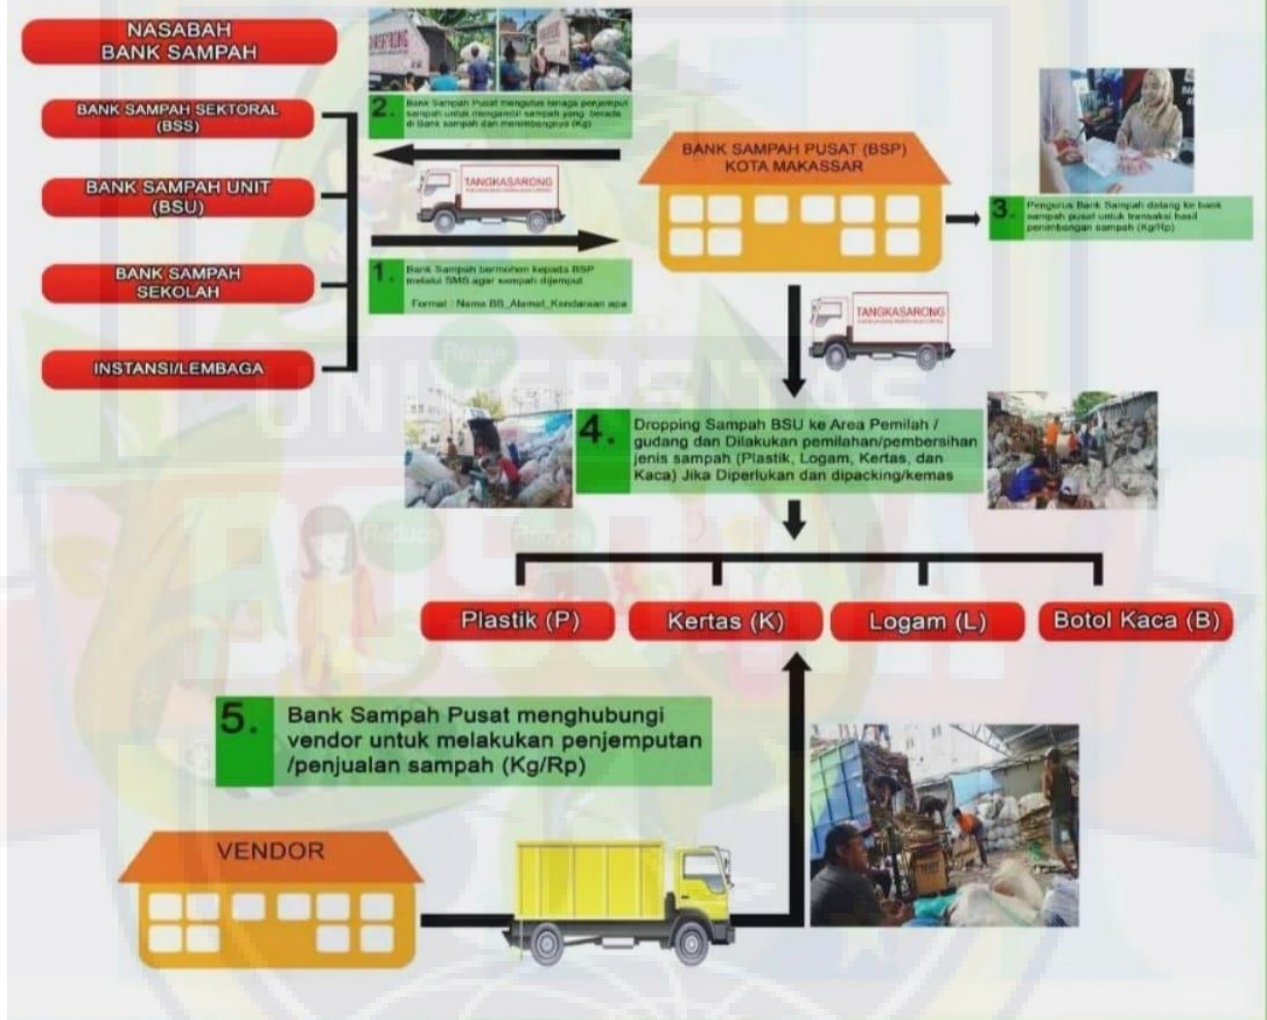 NASABAH
BANK SAMPAH
BANK SAMPAH SEKTORAL
(BSS)
BANK SAMPAH UNIT
(BSU)
BANK SAMPAH
SEKOLAH
INSTANSI/LEMBAGA
2.
Bank Sampah Pusat mengutus tenaga penjemput
sampah untuk mengambil sampah yang berada
di Bank sampah dan menimbangnya (Kg)
TANGKASARONG
1.
Bank Sampah bermohon kepada BSP
melalui SMS agar sampah dijemput
Format : Nama BS_Alamat_Kendaraan apa
BANK SAMPAH PUSAT (BSP)
KOTA MAKASSAR
3.
Pengurus Bank Sampah datang ke bank
sampah pusat untuk transaksi hasil
penimbangan sampah (Kg/Rp)
TANGKASARONG
4.
Dropping Sampah BSU ke Area Pemilah /
gudang dan Dilakukan pemilahan/pembersihan
jenis sampah (Plastik, Logam, Kertas, dan
Kaca) Jika Diperlukan dan dipacking/kemas
Reuse
UNIVERSITAS
BOSOWA
Reduce
Recycle
Plastik (P)
Kertas (K)
Logam (L)
Botol Kaca (B)
5.
Bank Sampah Pusat menghubungi
vendor untuk melakukan penjemputan
/penjualan sampah (Kg/Rp)
VENDOR